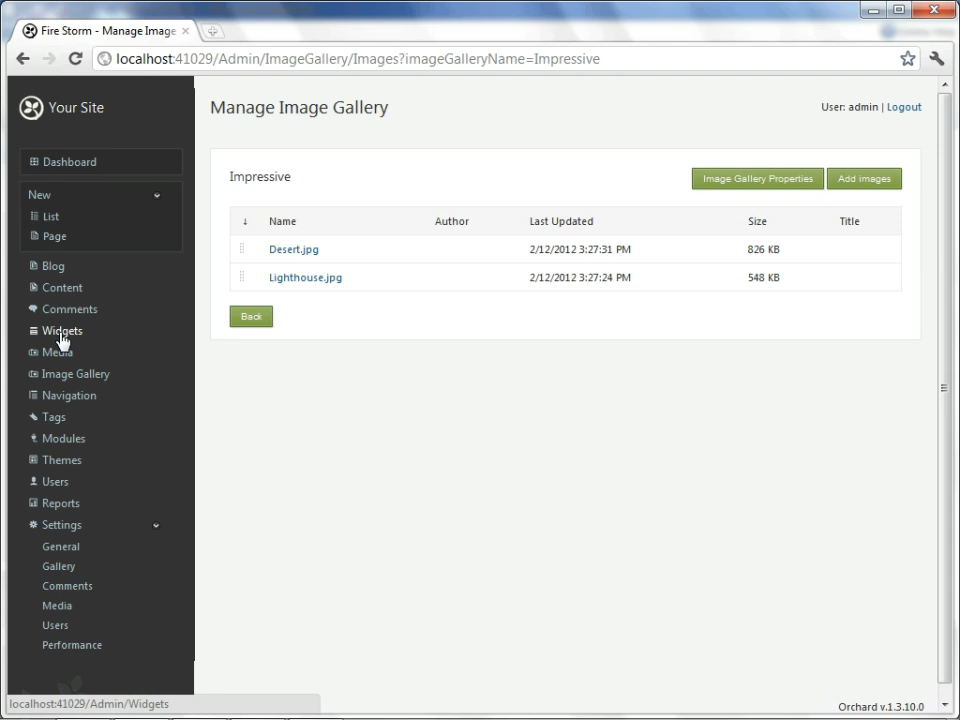 Fire Storm - Manage Image
localhost:41029/Admin/ImageGallery/Images?imageGalleryName=Impressive
Your Site
Manage Image Gallery
User: admin | Logout
Dashboard
New
List
Page
Blog
Content
Comments
Widgets
Media
Image Gallery
Navigation
Tags
Modules
Themes
Users
Reports
Settings
General
Gallery
Comments
Media
Users
Performance
Impressive
Image Gallery Properties
Add images
↓ Name Author Last Updated Size Title
Desert.jpg 2/12/2012 3:27:31 PM 826 KB
Lighthouse.jpg 2/12/2012 3:27:24 PM 548 KB
Back
localhost:41029/Admin/Widgets
Orchard v.1.3.10.0